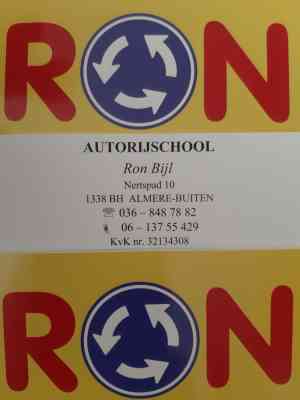 RON
AUTORIJSCHOOL
Ron Bijl
Nertspad 10
1338 BH ALMERE-BUITEN
☏ 036 – 848 78 82
06 – 137 55 429
KvK nr. 32134308
RON